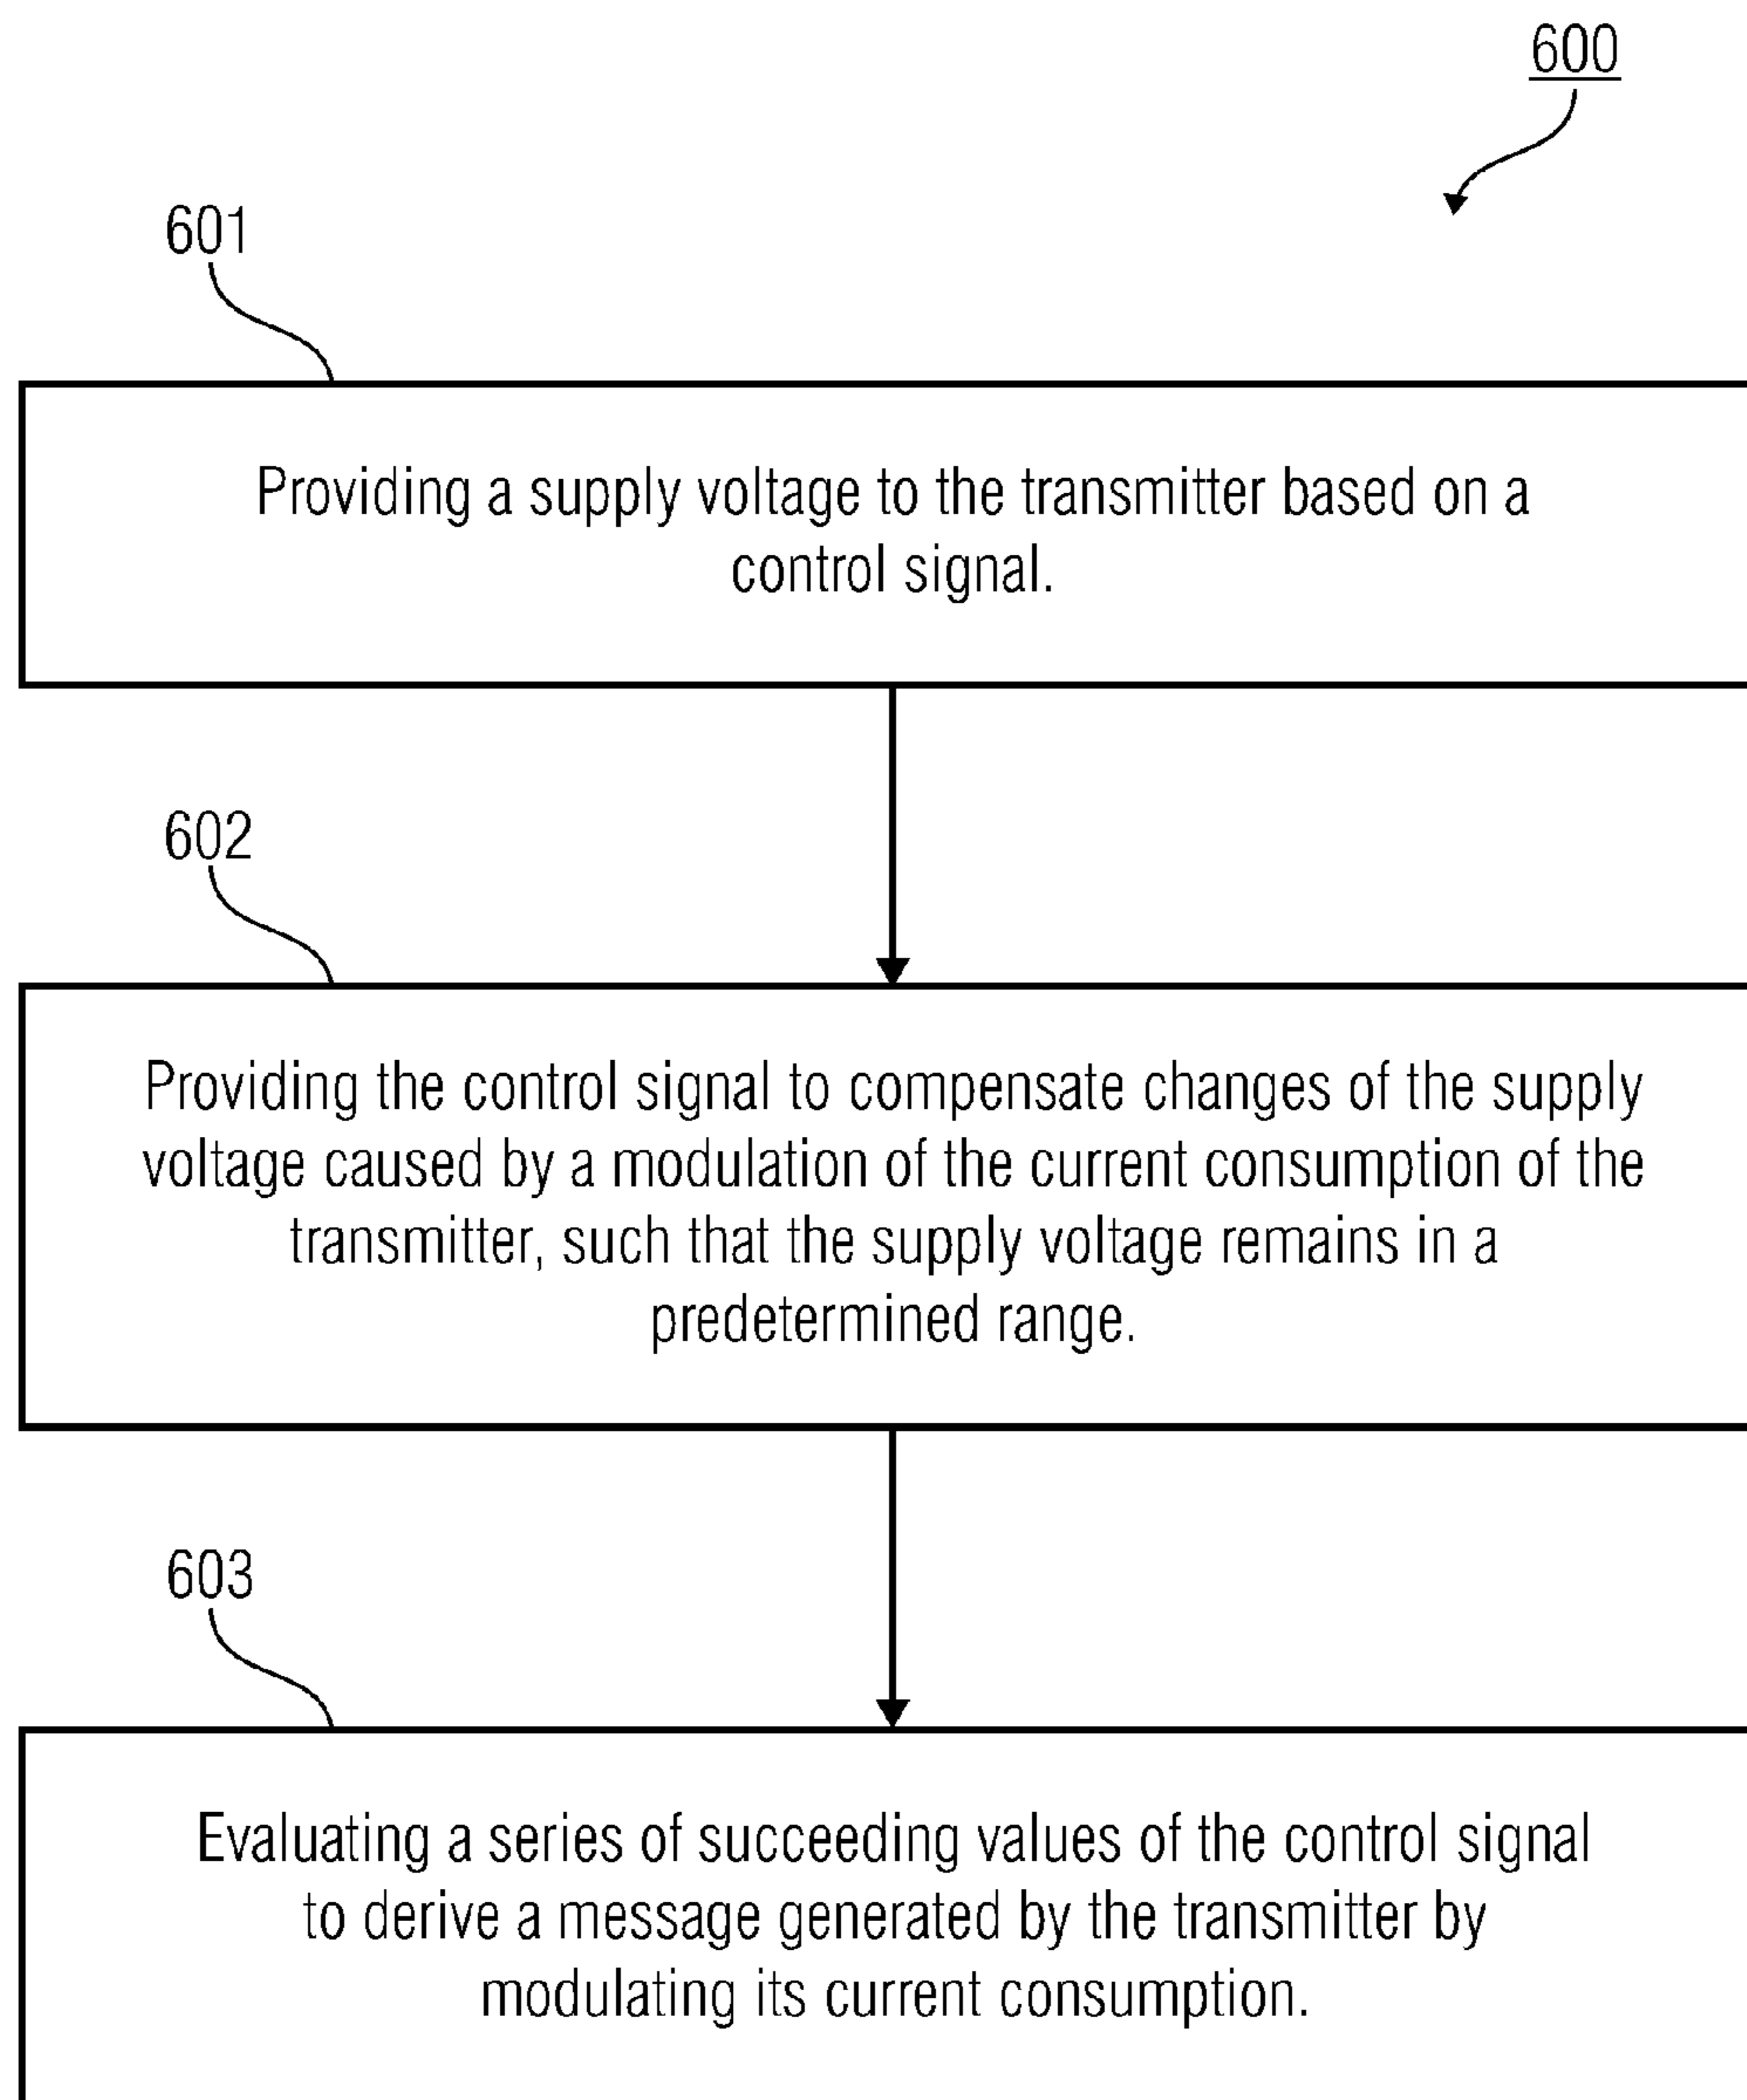 600
601
Providing a supply voltage to the transmitter based on a
control signal.
602
Providing the control signal to compensate changes of the supply
voltage caused by a modulation of the current consumption of the
transmitter, such that the supply voltage remains in a
predetermined range.
603
Evaluating a series of succeeding values of the control signal
to derive a message generated by the transmitter by
modulating its current consumption.